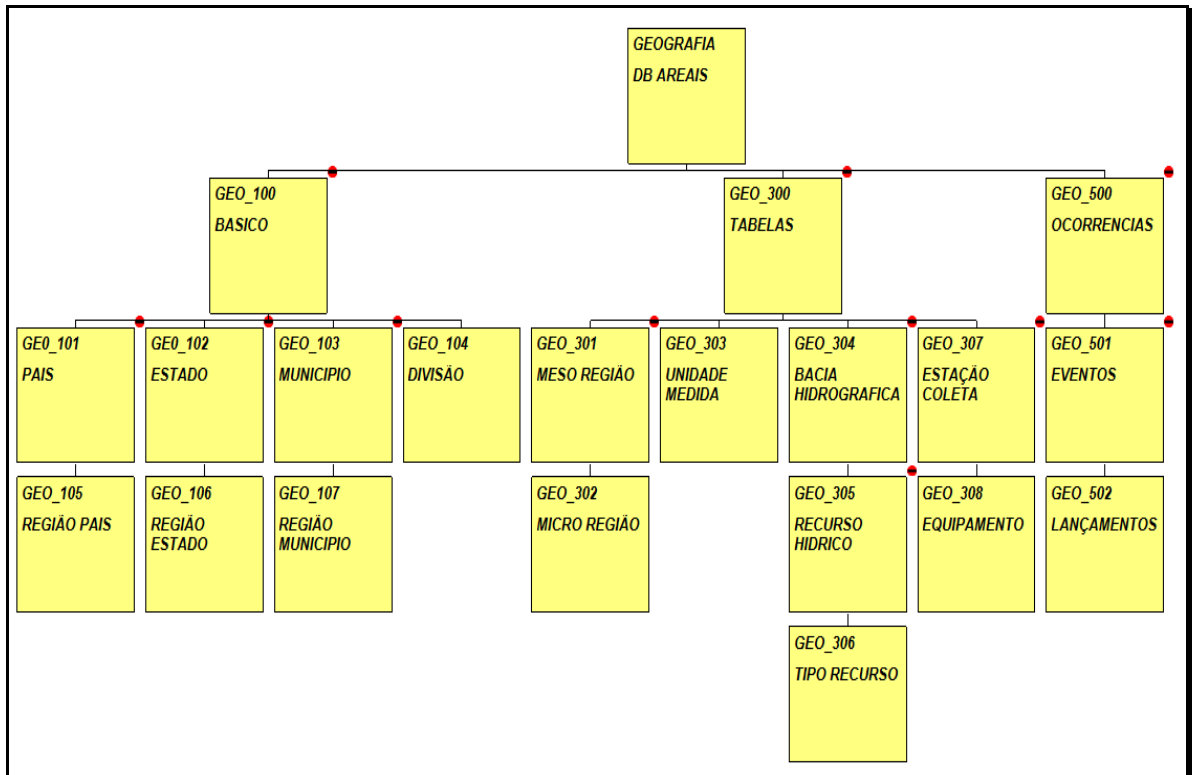 GEOGRAFIA
DB AREAIS
GEO_100
BASICO
GEO_300
TABELAS
GEO_500
OCORRENCIAS
GE0_101
PAIS
GE0_102
ESTADO
GEO_103
MUNICIPIO
GEO_104
DIVISÃO
GEO_301
MESO REGIÃO
GEO_303
UNIDADE
MEDIDA
GEO_304
BACIA
HIDROGRAFICA
GEO_307
ESTAÇÃO
COLETA
GEO_501
EVENTOS
GEO_105
REGIÃO PAIS
GEO_106
REGIÃO
ESTADO
GEO_107
REGIÃO
MUNICIPIO
GEO_302
MICRO REGIÃO
GEO_305
RECURSO
HIDRICO
GEO_308
EQUIPAMENTO
GEO_502
LANÇAMENTOS
GEO_306
TIPO RECURSO